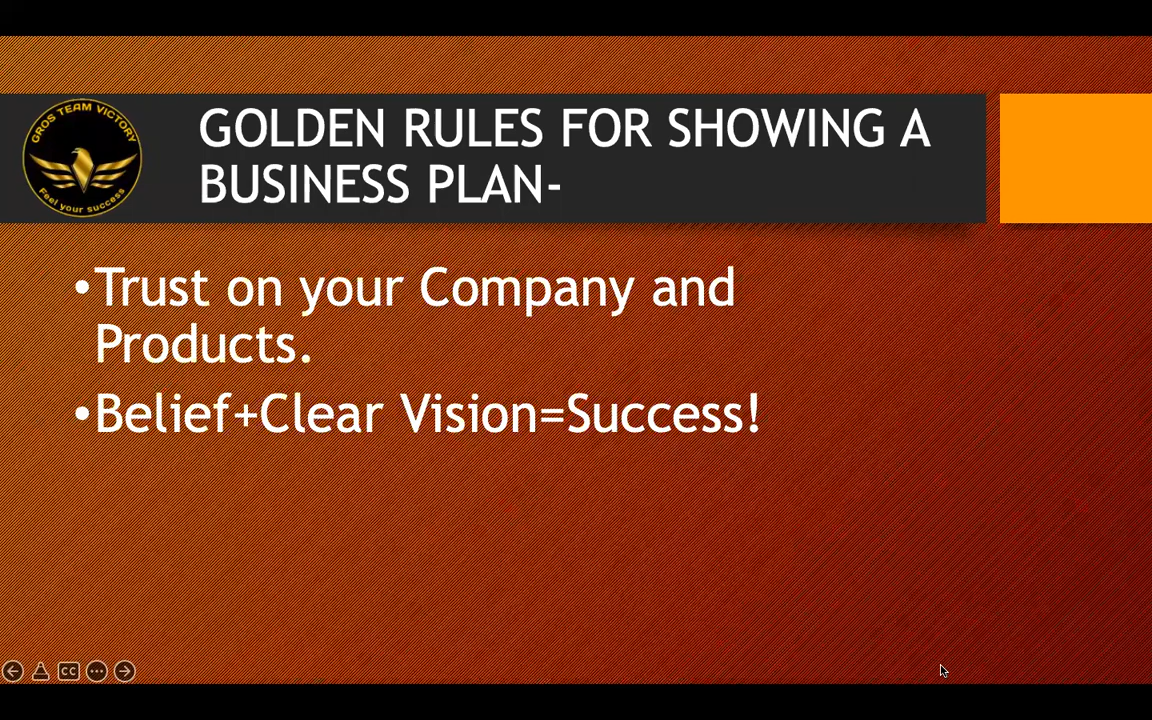 GROS TEAM VICTORY
Feel your success
GOLDEN RULES FOR SHOWING A
BUSINESS PLAN-
•Trust on your Company and
Products.
•Belief+Clear Vision=Success!
CC